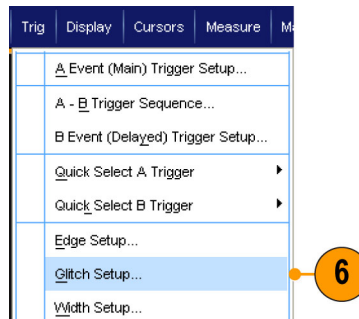 Trig Display Cursors Measure
A Event (Main) Trigger Setup...
A - B Trigger Sequence...
B Event (Delayed) Trigger Setup...
Quick Select A Trigger
Quick Select B Trigger
Edge Setup...
Glitch Setup...
6
Width Setup...